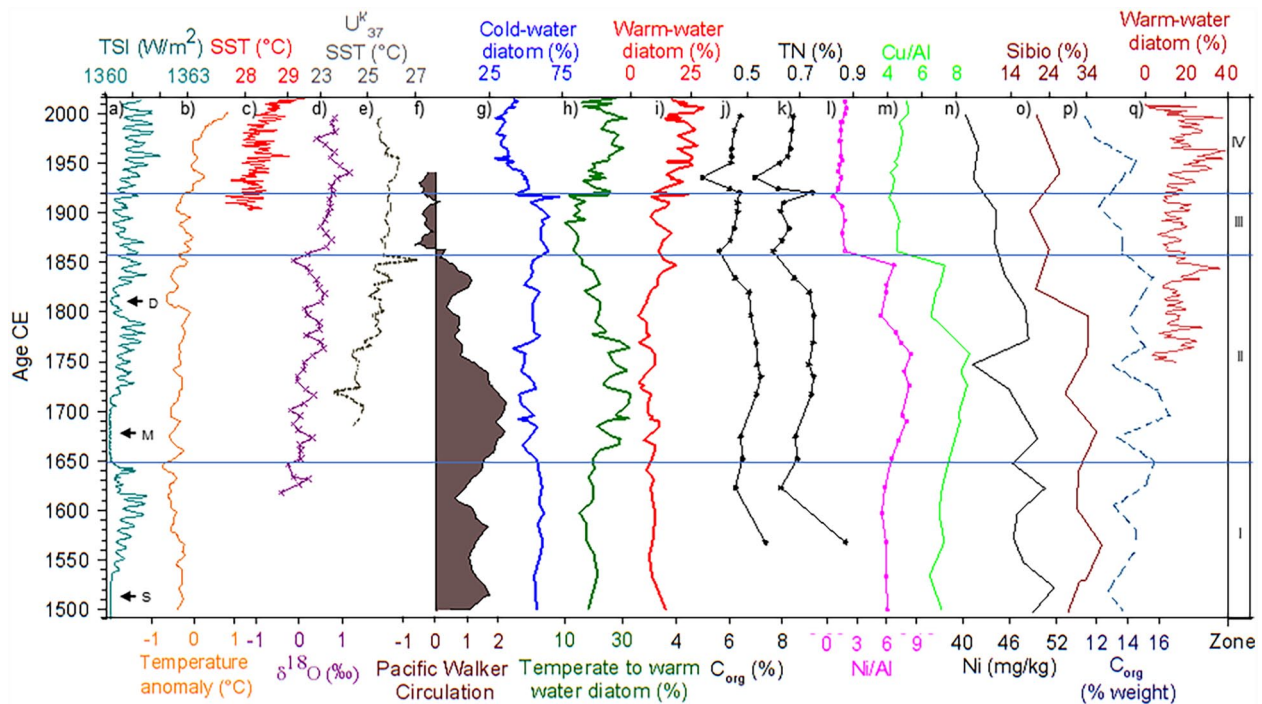 U^k'_37
TSI (W/m²) SST (°C) SST (°C) Cold-water diatom (%) Warm-water diatom (%) TN (%) Cu/Al Sibio (%) Warm-water diatom (%)
1360 1363 28 29 23 25 27 25 75 0 25 0.5 0.7 0.9 4 6 8 14 24 34 0 20 40
a) b) c) d) e) f) g) h) i) j) k) l) m) n) o) p) q)
Age CE
2000
1950
IV
1900
III
1850
1800
D
1750
II
1700
M
1650
1600
I
1550
S
1500
-1 0 1 -1 0 1 -1 0 1 2 10 30 4 6 8 0 3 6 9 40 46 52 12 14 16 Zone
Temperature anomaly (°C)
δ¹⁸O (‰)
Pacific Walker Circulation
Temperate to warm water diatom (%)
C_org (%)
Ni/Al
Ni (mg/kg)
C_org (% weight)